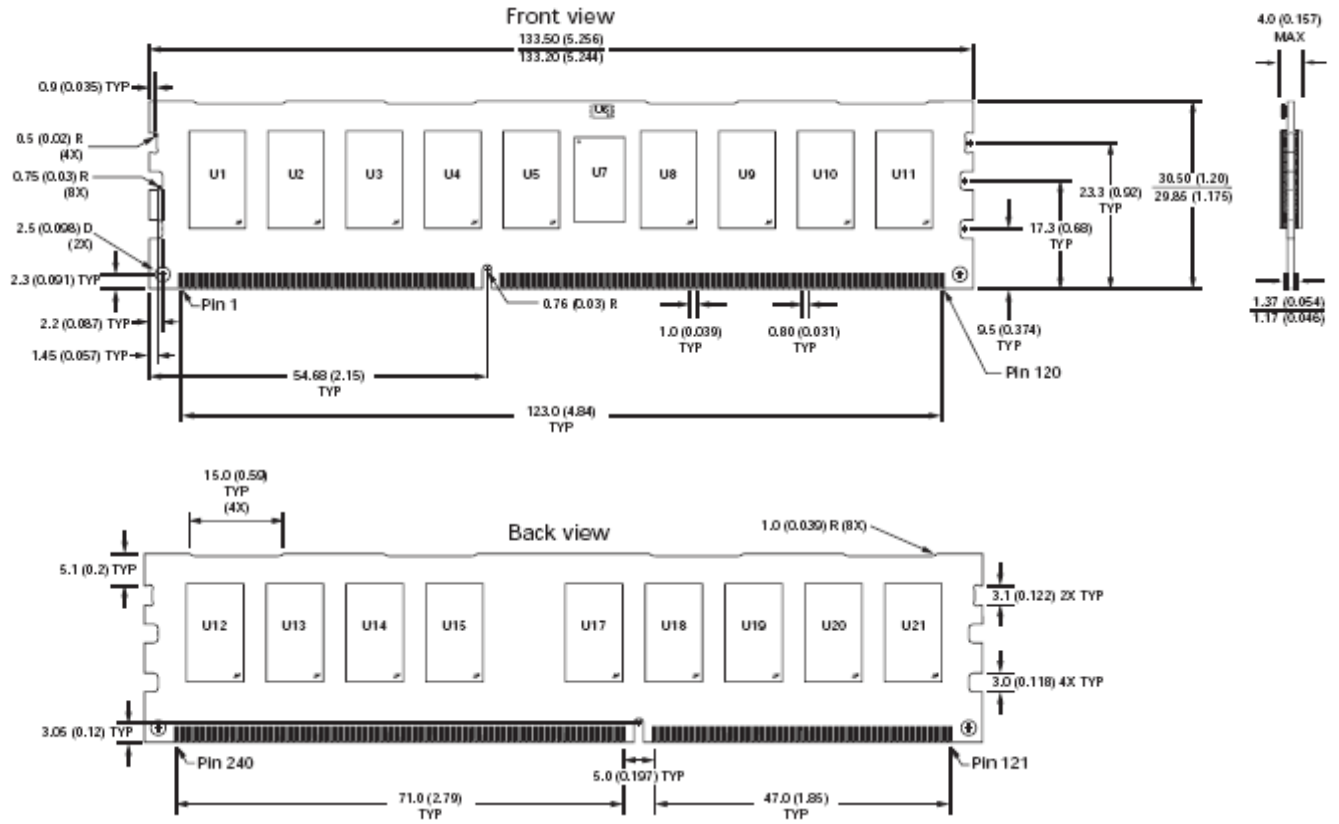 Front view
133.50 (5.256)
133.20 (5.244)
4.0 (0.157)
MAX
0.9 (0.035) TYP
0.5 (0.02) R
(4X)
0.75 (0.03) R
(8X)
2.5 (0.098) D
(2X)
2.3 (0.091) TYP
2.2 (0.087) TYP
1.45 (0.057) TYP
U6
U1
U2
U3
U4
U5
U7
U8
U9
U10
U11
Pin 1
0.76 (0.03) R
54.68 (2.15)
TYP
123.0 (4.84)
TYP
1.0 (0.039)
TYP
0.80 (0.031)
TYP
Pin 120
9.5 (0.374)
TYP
17.3 (0.68)
TYP
23.3 (0.92)
TYP
30.50 (1.20)
29.85 (1.175)
1.37 (0.054)
1.17 (0.046)
15.0 (0.59)
TYP
(4X)
Back view
1.0 (0.039) R (8X)
5.1 (0.2) TYP
U12
U13
U14
U15
U17
U18
U19
U20
U21
3.1 (0.122) 2X TYP
3.0 (0.118) 4X TYP
3.05 (0.12) TYP
Pin 240
5.0 (0.197) TYP
Pin 121
71.0 (2.79)
TYP
47.0 (1.85)
TYP